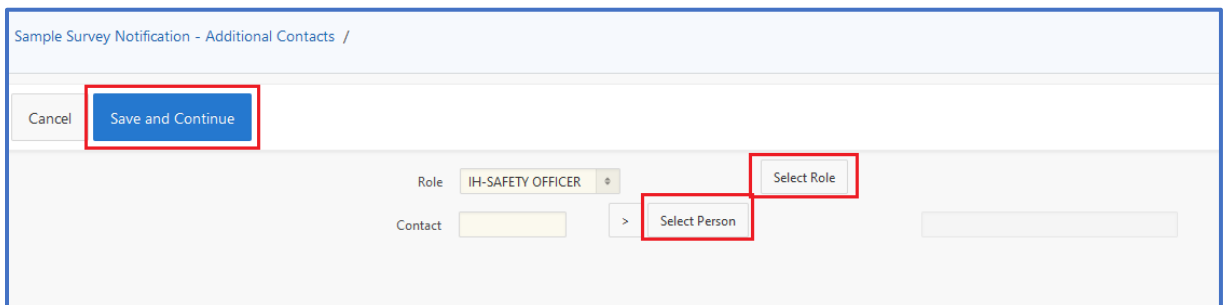 Sample Survey Notification - Additional Contacts /
Cancel Save and Continue
Role IH-SAFETY OFFICER Select Role
Contact > Select Person